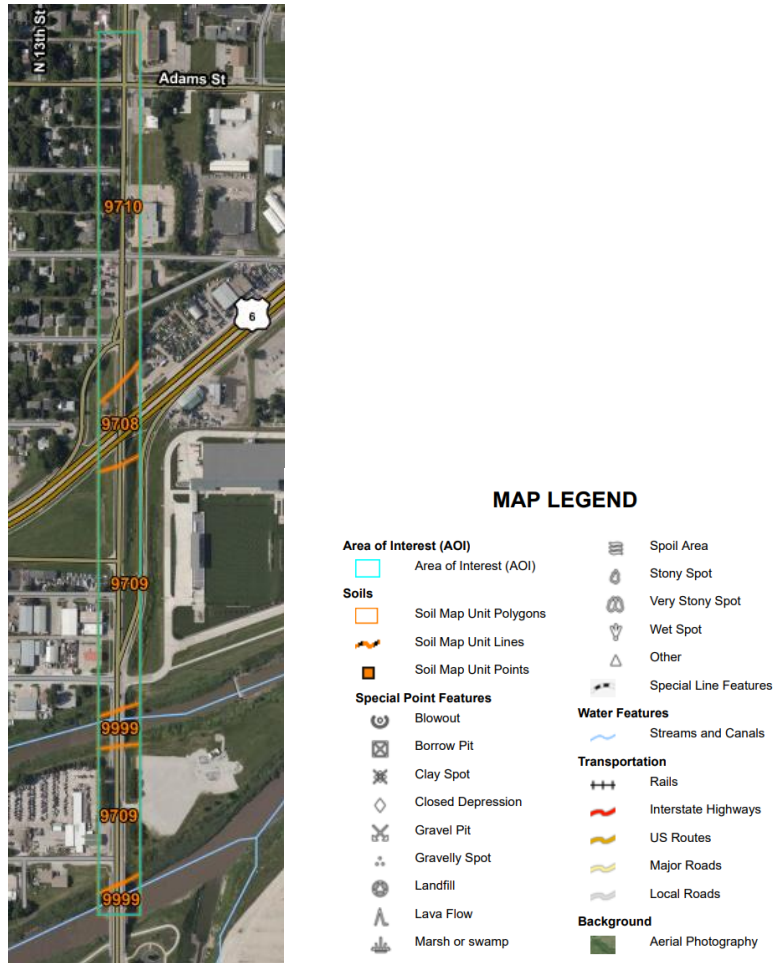 N 13th St
Adams St
9710
6
9708
9709
9999
9709
9999
MAP LEGEND
Area of Interest (AOI)
Area of Interest (AOI)
Soils
Soil Map Unit Polygons
Soil Map Unit Lines
Soil Map Unit Points
Special Point Features
Blowout
Borrow Pit
Clay Spot
Closed Depression
Gravel Pit
Gravelly Spot
Landfill
Lava Flow
Marsh or swamp
Spoil Area
Stony Spot
Very Stony Spot
Wet Spot
Other
Special Line Features
Water Features
Streams and Canals
Transportation
Rails
Interstate Highways
US Routes
Major Roads
Local Roads
Background
Aerial Photography